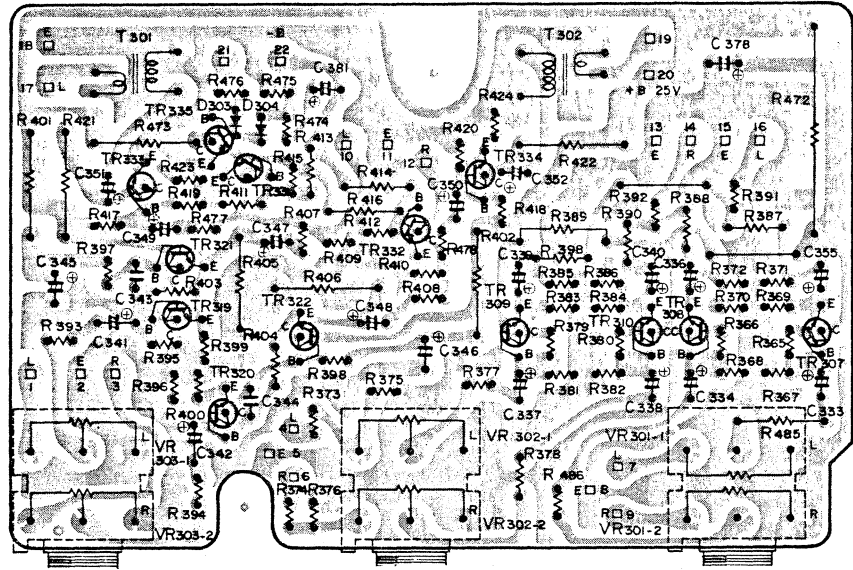 E T301 -B T302 □19 C378
18 21 22 □20
17 L R476 R475 C381 R424 +B 25V R472
TR335 D303 D304
R401 R421 B R474 R420 13 14 15 16
R473 R413 L E R E R E L
C351 TR333 E C E B R415 10 11 12 TR334 R422
R423 R414 C352 R392 R391
R419 R411 C350 R418 R388
R417 R477 R407 R416 B R389 R390 R387
C349 C347 R412 C R402
R397 TR321 TR332 R478 C340 C336 C355
C345 B E R405 R409 R410 E R398
C343 R403 R406 R408 R385 R386 R372 R371
TR319 TR322 C348 TR309 R383 R384 E E TR308 R370 R369 E
R393 C341 B E R404 E C R379 TR310 CC R366 R365 C
R395 R399 C B C346 B R380 B B R368 B TR307
L E R TR320 R398 R375 R377 R381 R382 R367
1 2 3 R396 E C344 R373 C337 C338 C334 C333
R400 C L
VR303-1 L B 4 VR302-1 VR301-1 R485 L
C342 E 5 R378 L 7
R394 R 6 R486 E 8
R VR303-2 R374 R376 R VR302-2 R 9 VR301-2 R